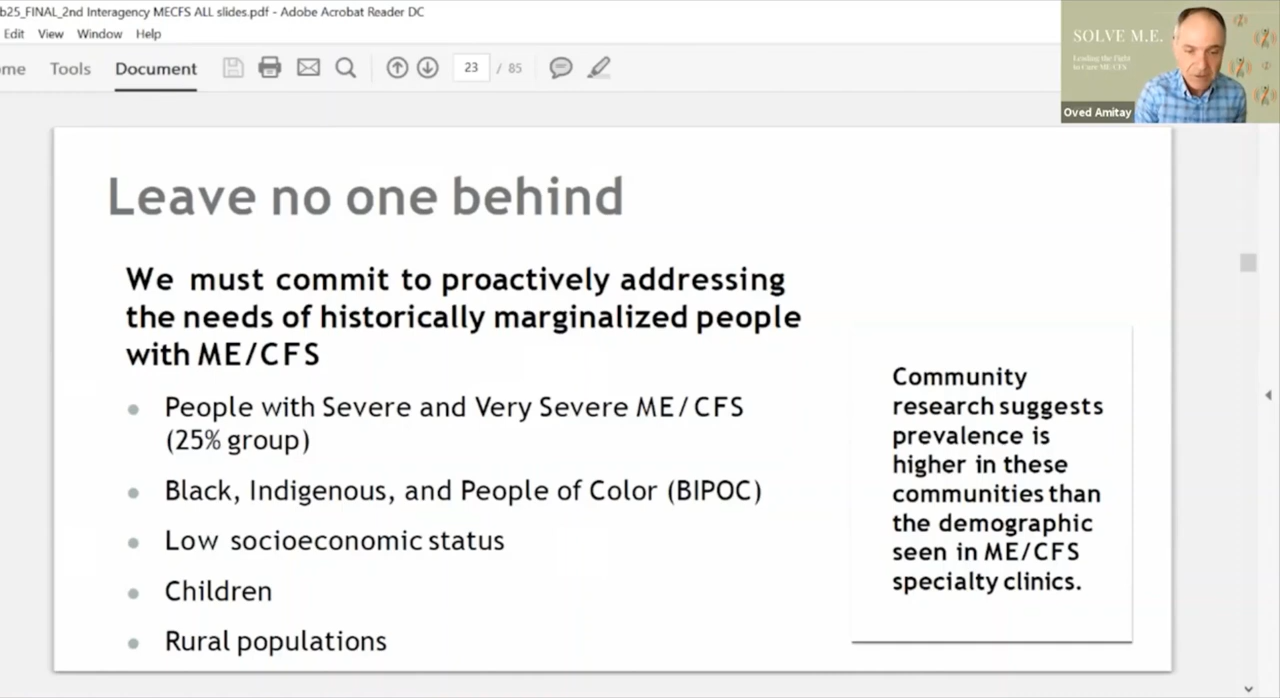 b25_FINAL_2nd Interagency MECFS ALL slides.pdf - Adobe Acrobat Reader DC
Edit View Window Help
ome Tools Document 23 / 85
SOLVE M.E.
Leading the Fight
to Cure ME/CFS
Oved Amitay
Leave no one behind
We must commit to proactively addressing
the needs of historically marginalized people
with ME/CFS
People with Severe and Very Severe ME/CFS
(25% group)
Black, Indigenous, and People of Color (BIPOC)
Low socioeconomic status
Children
Rural populations
Community
research suggests
prevalence is
higher in these
communities than
the demographic
seen in ME/CFS
specialty clinics.